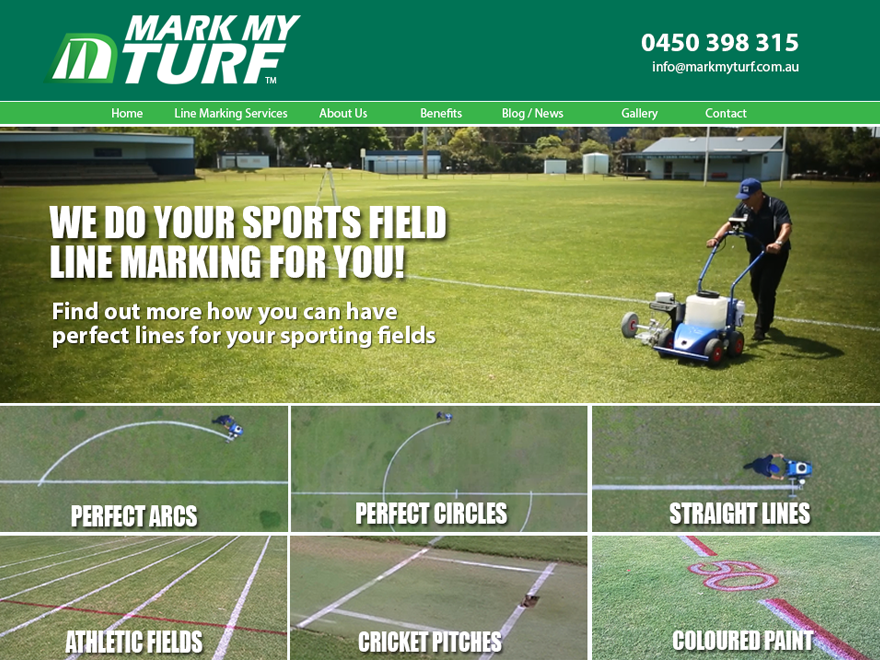 MARK MY
TURF™
0450 398 315
info@markmyturf.com.au
Home Line Marking Services About Us Benefits Blog / News Gallery Contact
WE DO YOUR SPORTS FIELD
LINE MARKING FOR YOU!
Find out more how you can have
perfect lines for your sporting fields
PERFECT ARCS
PERFECT CIRCLES
STRAIGHT LINES
50
ATHLETIC FIELDS
CRICKET PITCHES
COLOURED PAINT